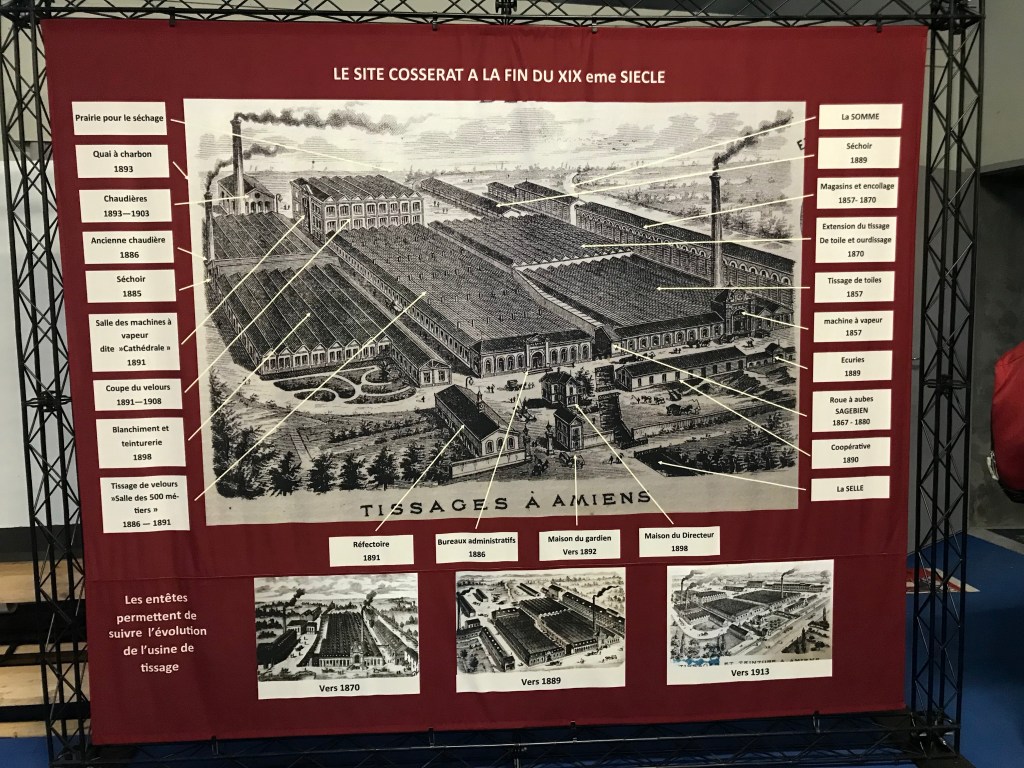 LE SITE COSSERAT A LA FIN DU XIX eme SIECLE
Prairie pour le séchage
Quai à charbon
1893
Chaudières
1893—1903
Ancienne chaudière
1886
Séchoir
1885
Salle des machines à
vapeur
dite »Cathédrale »
1891
Coupe du velours
1891—1908
Blanchiment et
teinturerie
1898
Tissage de velours
»Salle des 500 mé-
tiers »
1886 — 1891
La SOMME
Séchoir
1889
Magasins et encollage
1857- 1870
Extension du tissage
De toile et ourdissage
1870
Tissage de toiles
1857
machine à vapeur
1857
Ecuries
1889
Roue à aubes
SAGEBIEN
1867 - 1880
Coopérative
1890
La SELLE
TISSAGES À AMIENS
Réfectoire
1891
Bureaux administratifs
1886
Maison du gardien
Vers 1892
Maison du Directeur
1898
Les entêtes
permettent de
suivre l'évolution
de l'usine de
tissage
Vers 1870
Vers 1889
Vers 1913